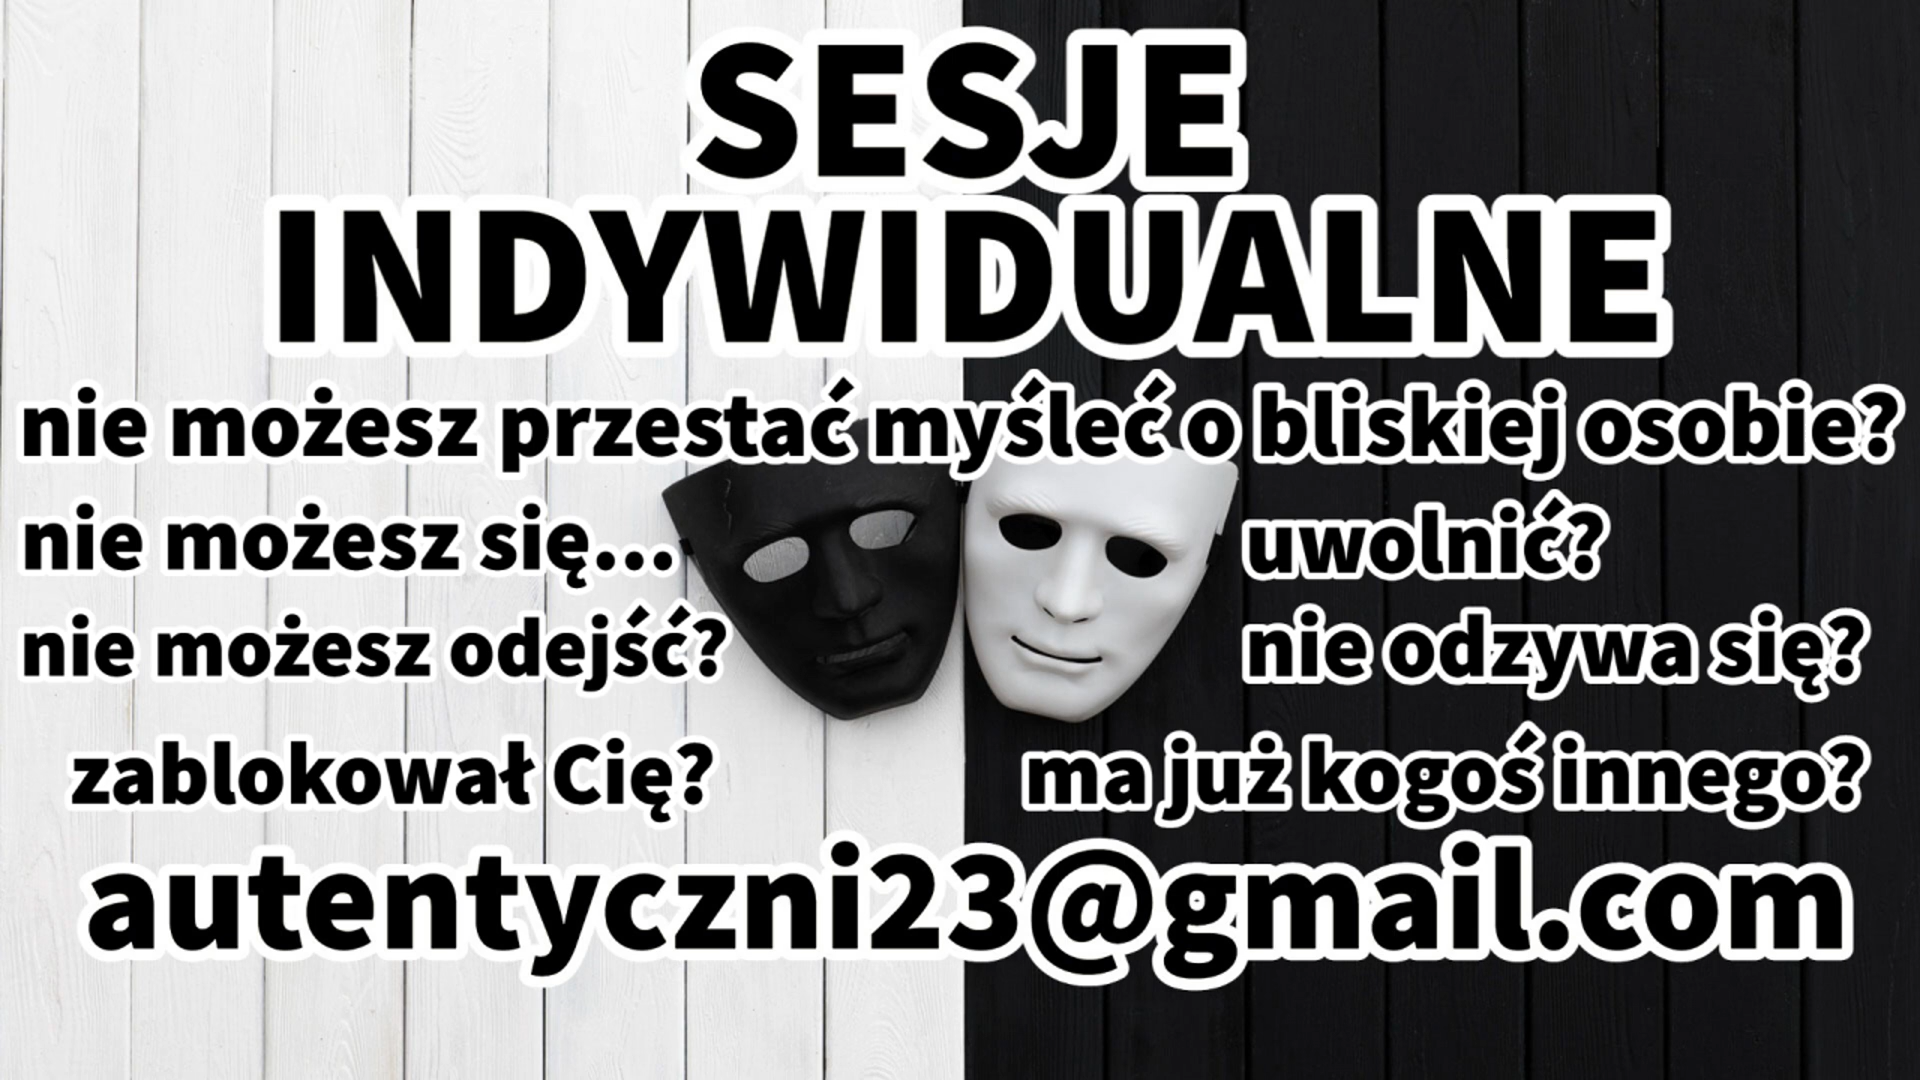 SESJE
INDYWIDUALNE
nie możesz przestać myśleć o bliskiej osobie?
nie możesz się... uwolnić?
nie możesz odejść? nie odzywa się?
zablokował Cię? ma już kogoś innego?
autentyczni23@gmail.com